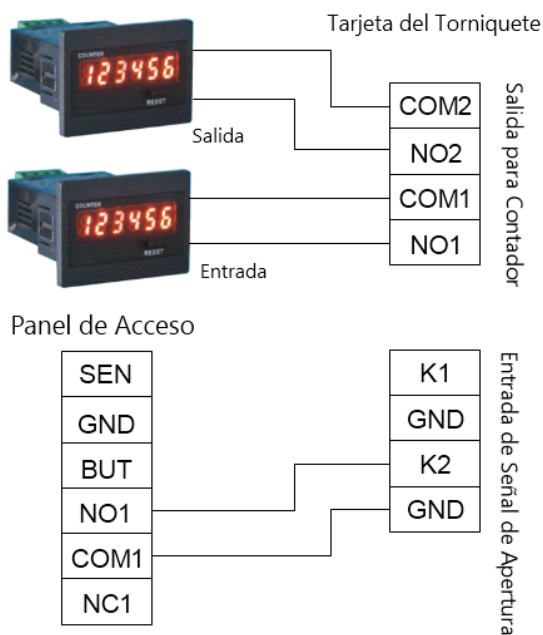 Tarjeta del Torniquete
COUNTER
123456
RESET
Salida
COUNTER
123456
RESET
Entrada
COM2
NO2
COM1
NO1
Salida para Contador
Panel de Acceso
SEN
GND
BUT
NO1
COM1
NC1
K1
GND
K2
GND
Entrada de Señal de Apertura